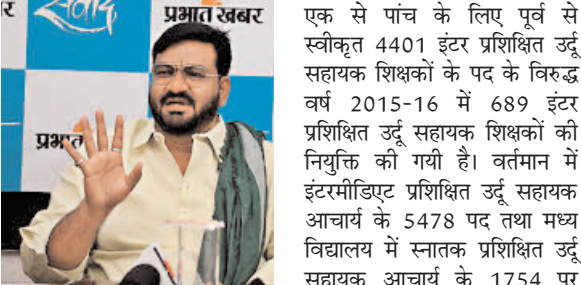 प्रभात खबर
संवाद
प्रभात
एक से पांच के लिए पूर्व से
स्वीकृत 4401 इंटर प्रशिक्षित उर्दू
सहायक शिक्षकों के पद के विरुद्ध
वर्ष 2015-16 में 689 इंटर
प्रशिक्षित उर्दू सहायक शिक्षकों की
नियुक्ति की गयी है। वर्तमान में
इंटरमीडिएट प्रशिक्षित उर्दू सहायक
आचार्य के 5478 पद तथा मध्य
विद्यालय में स्नातक प्रशिक्षित उर्दू
सहायक आचार्य के 1754 पर